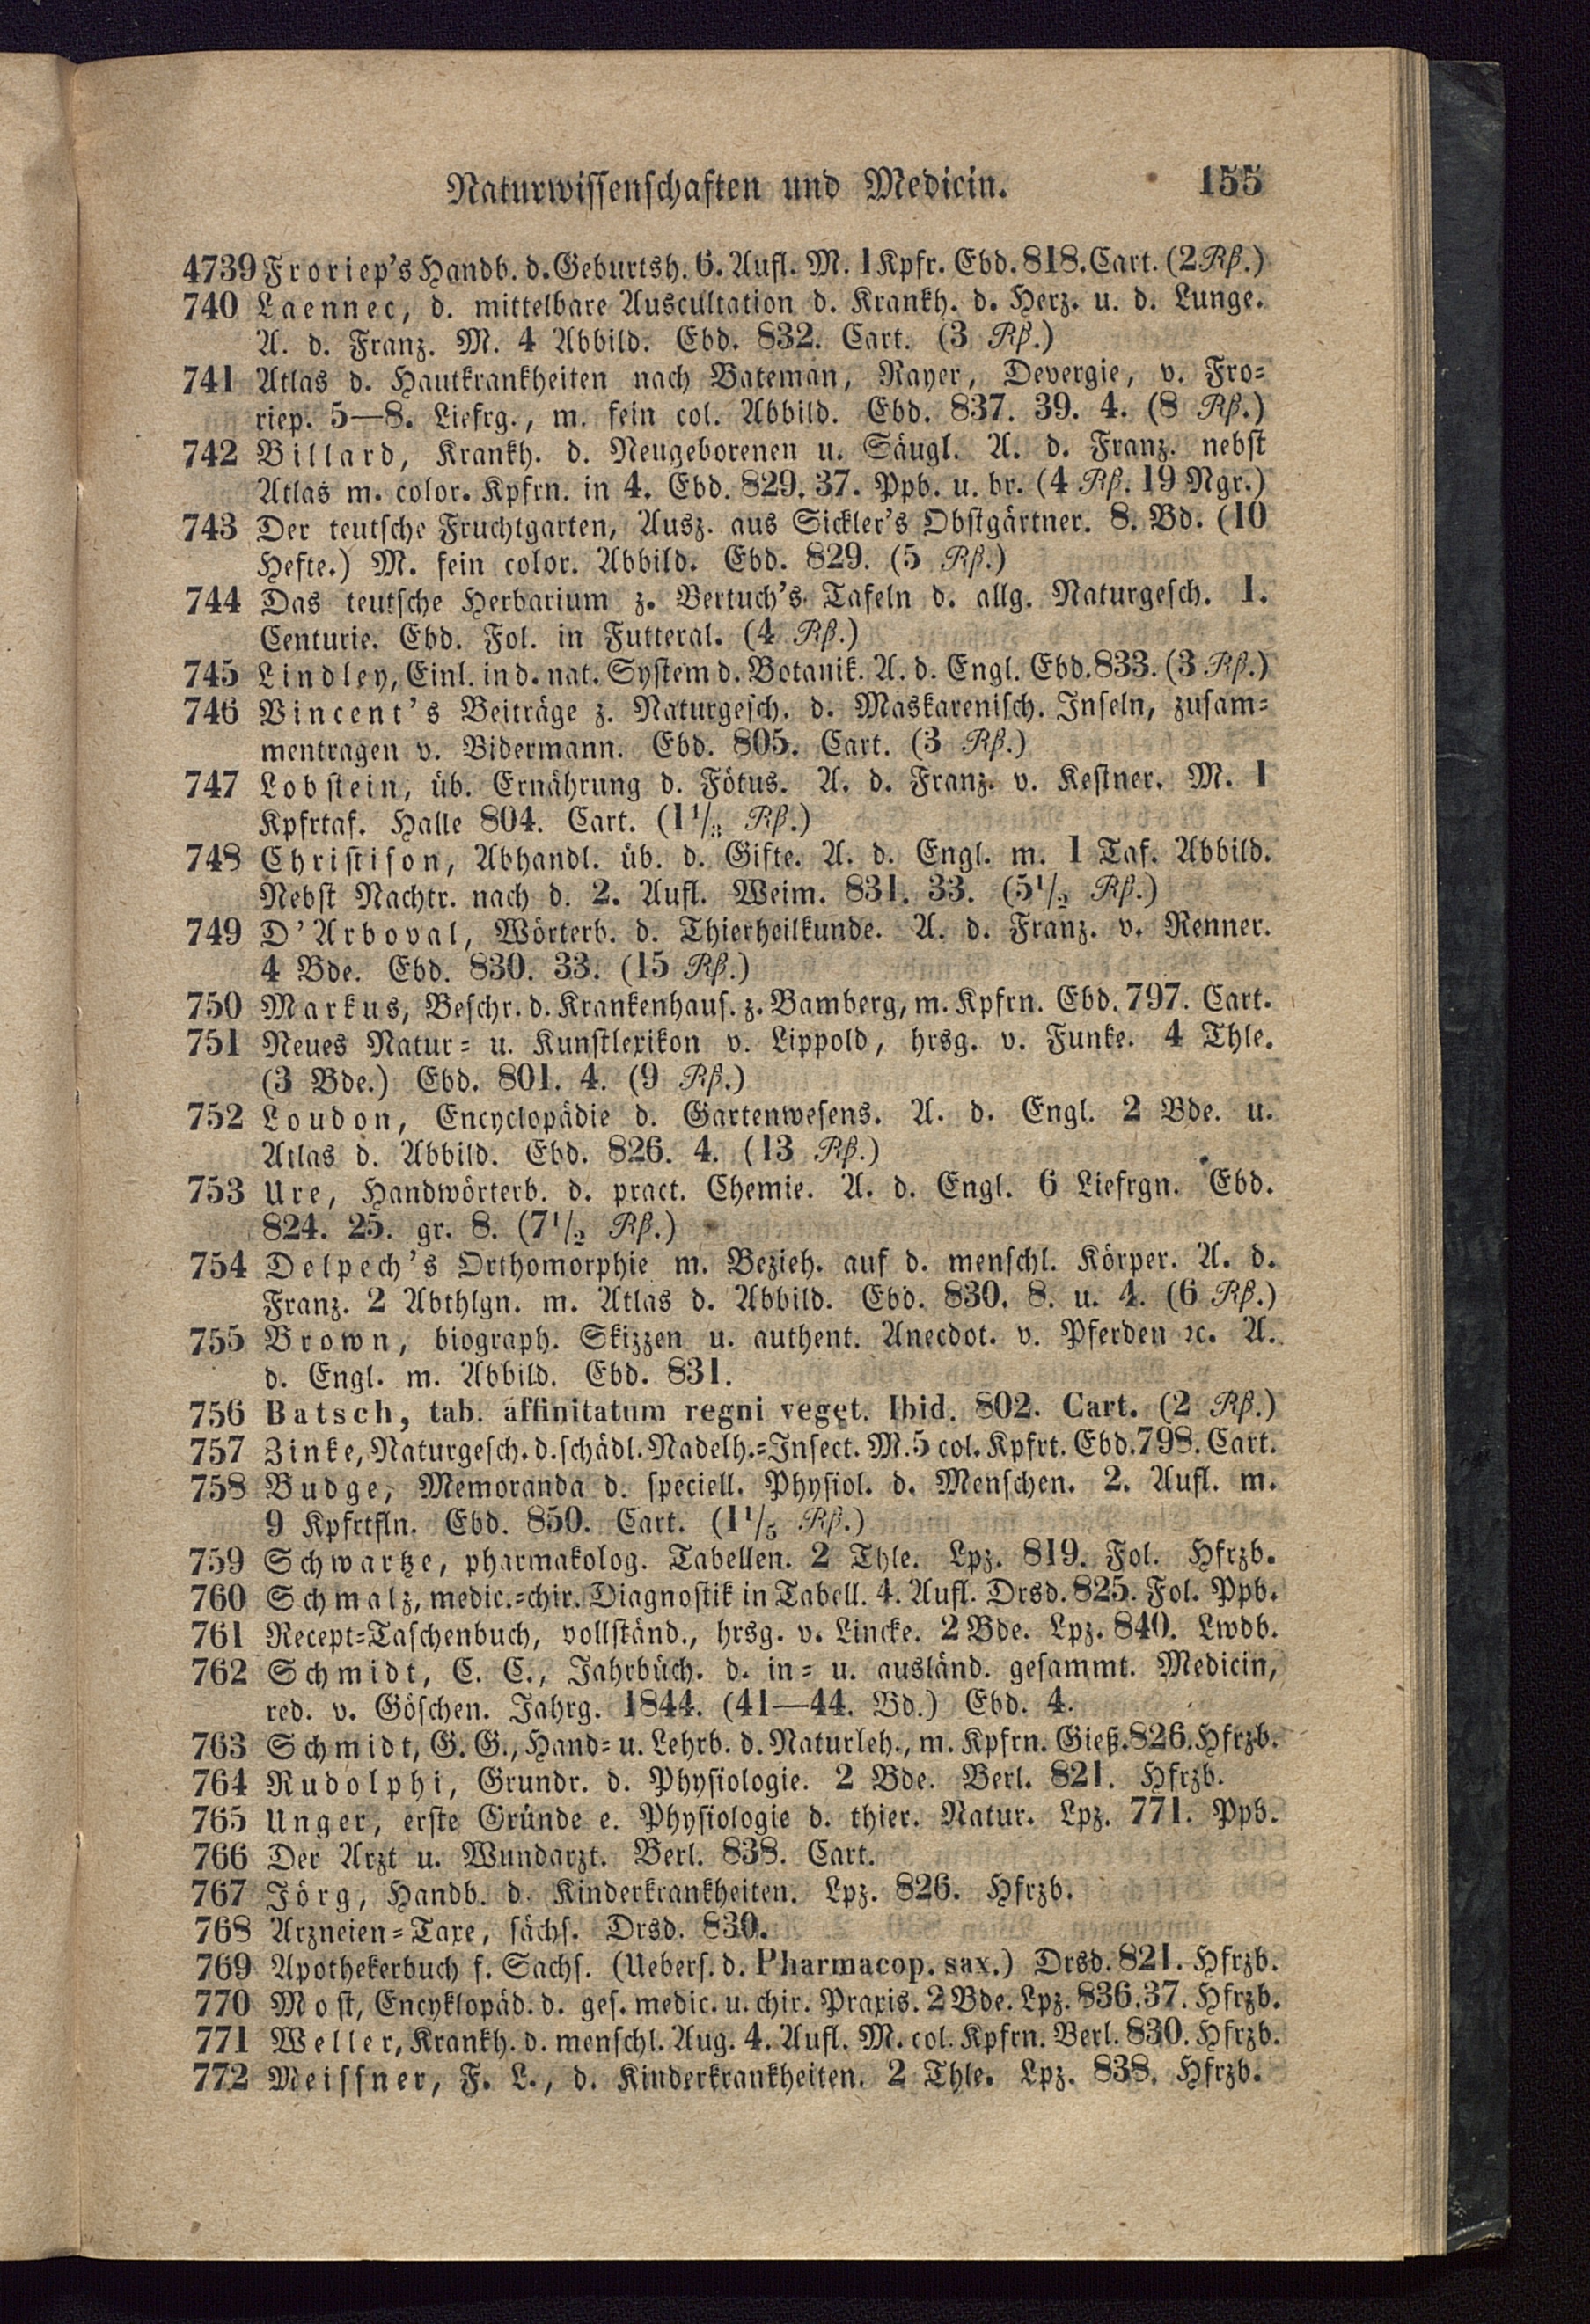 Naturwissenschaften und Medicin. 155
4739 Froriep's Handb. d. Geburtsh. 6. Aufl. M. 1 Kpfr. Ebd. 818. Cart. (2 Rß.)
740 Laennec, d. mittelbare Auscultation d. Krankh. d. Herz. u. d. Lunge.
A. d. Franz. M. 4 Abbild. Ebd. 832. Cart. (3 Rß.)
741 Atlas d. Hautkrankheiten nach Bateman, Rayer, Devergie, v. Fro-
riep. 5—8. Liefrg., m. fein col. Abbild. Ebd. 837. 39. 4. (8 Rß.)
742 Billard, Krankh. d. Neugeborenen u. Säugl. A. d. Franz. nebst
Atlas m. color. Kpfrn. in 4. Ebd. 829. 37. Ppb. u. br. (4 Rß. 19 Ngr.)
743 Der teutsche Fruchtgarten, Ausz. aus Sickler's Obstgärtner. 8. Bd. (10
Hefte.) M. fein color. Abbild. Ebd. 829. (5 Rß.)
744 Das teutsche Herbarium z. Bertuch's Tafeln d. allg. Naturgesch. 1.
Centurie. Ebd. Fol. in Futteral. (4 Rß.)
745 Lindley, Einl. in d. nat. System d. Botanik. A. d. Engl. Ebd. 833. (3 Rß.)
746 Vincent's Beiträge z. Naturgesch. d. Maskarenisch. Inseln, zusam-
mentragen v. Bidermann. Ebd. 805. Cart. (3 Rß.)
747 Lobstein, üb. Ernährung d. Fötus. A. d. Franz. v. Kestner. M. 1
Kpfrtaf. Halle 804. Cart. (1 1/3 Rß.)
748 Christison, Abhandl. üb. d. Gifte. A. d. Engl. m. 1 Taf. Abbild.
Nebst Nachtr. nach d. 2. Aufl. Weim. 831. 33. (5 1/2 Rß.)
749 D'Arboval, Wörterb. d. Thierheilkunde. A. d. Franz. v. Renner.
4 Bde. Ebd. 830. 33. (15 Rß.)
750 Markus, Beschr. d. Krankenhaus. z. Bamberg, m. Kpfrn. Ebd. 797. Cart.
751 Neues Natur- u. Kunstlexikon v. Lippold, hrsg. v. Funke. 4 Thle.
(3 Bde.) Ebd. 801. 4. (9 Rß.)
752 Loudon, Encyclopädie d. Gartenwesens. A. d. Engl. 2 Bde. u.
Atlas d. Abbild. Ebd. 826. 4. (13 Rß.)
753 Ure, Handwörterb. d. pract. Chemie. A. d. Engl. 6 Liefrgn. Ebd.
824. 25. gr. 8. (7 1/2 Rß.)
754 Delpech's Orthomorphie m. Bezieh. auf d. menschl. Körper. A. d.
Franz. 2 Abthlgn. m. Atlas d. Abbild. Ebd. 830. 8. u. 4. (6 Rß.)
755 Brown, biograph. Skizzen u. authent. Anecdot. v. Pferden ꝛc. A.
d. Engl. m. Abbild. Ebd. 831.
756 Batsch, tab. affinitatum regni veget. Ibid. 802. Cart. (2 Rß.)
757 Zinke, Naturgesch. d. schädl. Nadelh.-Insect. M. 5 col. Kpfrt. Ebd. 798. Cart.
758 Budge, Memoranda d. speciell. Physiol. d. Menschen. 2. Aufl. m.
9 Kpfrtfln. Ebd. 850. Cart. (1 1/5 Rß.)
759 Schwartze, pharmakolog. Tabellen. 2 Thle. Lpz. 819. Fol. Hfrzb.
760 Schmalz, medic.-chir. Diagnostik in Tabell. 4. Aufl. Drsd. 825. Fol. Ppb.
761 Recept-Taschenbuch, vollständ., hrsg. v. Lincke. 2 Bde. Lpz. 840. Lwdb.
762 Schmidt, C. C., Jahrbüch. d. in- u. ausländ. gesammt. Medicin,
red. v. Göschen. Jahrg. 1844. (41—44. Bd.) Ebd. 4.
763 Schmidt, G. G., Hand- u. Lehrb. d. Naturleh., m. Kpfrn. Gieß. 826. Hfrzb.
764 Rudolphi, Grundr. d. Physiologie. 2 Bde. Berl. 821. Hfrzb.
765 Unger, erste Gründe e. Physiologie d. thier. Natur. Lpz. 771. Ppb.
766 Der Arzt u. Wundarzt. Berl. 838. Cart.
767 Jörg, Handb. d. Kinderkrankheiten. Lpz. 826. Hfrzb.
768 Arzneien-Taxe, sächs. Drsd. 830.
769 Apothekerbuch f. Sachs. (Uebers. d. Pharmacop. sax.) Drsd. 821. Hfrzb.
770 Most, Encyklopäd. d. ges. medic. u. chir. Praxis. 2 Bde. Lpz. 836. 37. Hfrzb.
771 Weller, Krankh. d. menschl. Aug. 4. Aufl. M. col. Kpfrn. Berl. 830. Hfrzb.
772 Meissner, F. L., d. Kinderkrankheiten. 2 Thle. Lpz. 838. Hfrzb.